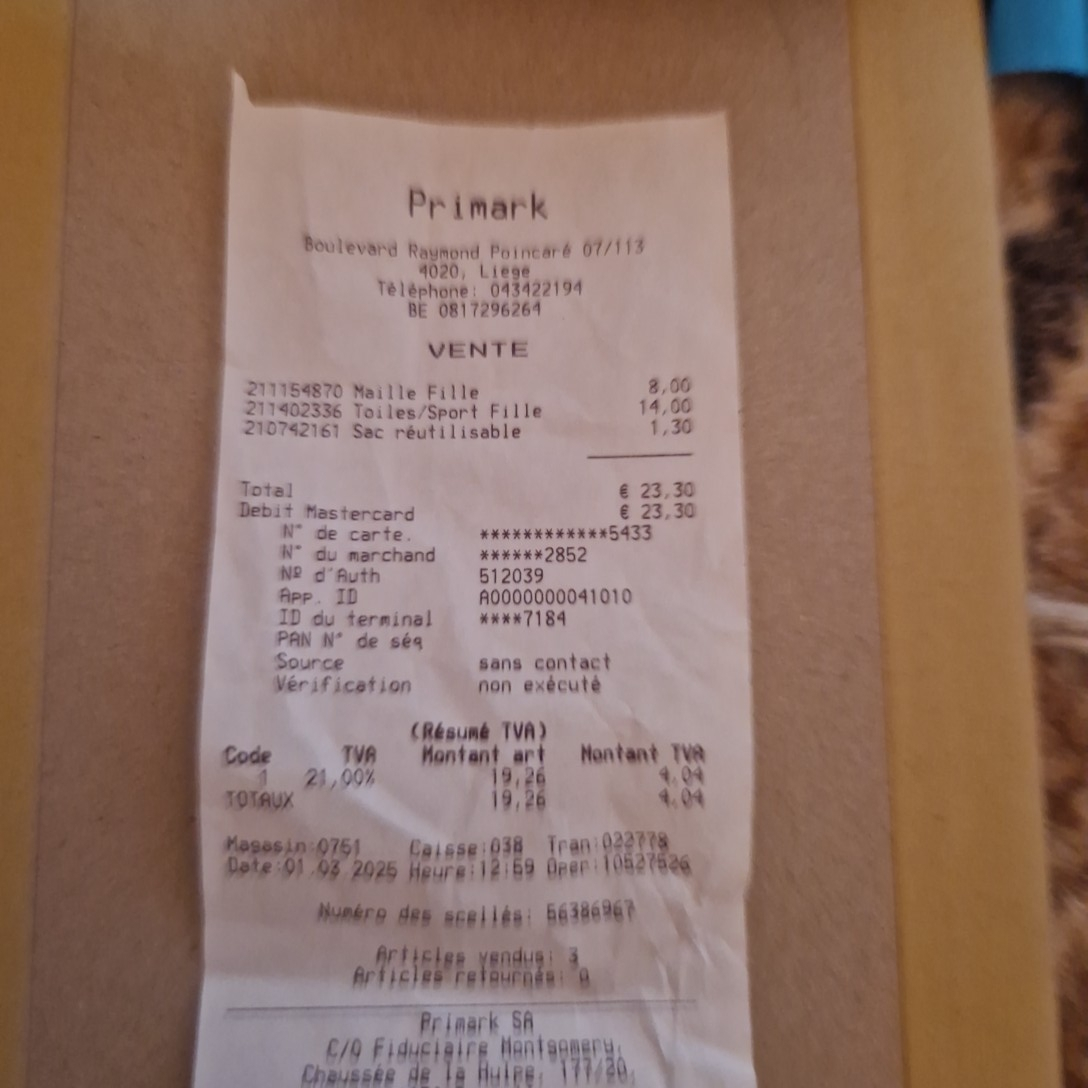 Primark
Boulevard Raymond Poincaré 07/113
4020, Liege
Téléphone: 043422194
BE 0817296264
VENTE
211154870 Maille Fille 8,00
211402336 Toiles/Sport Fille 14,00
210742161 Sac réutilisable 1,30
Total € 23,30
Debit Mastercard € 23,30
N° de carte. ************5433
N° du marchand ******2852
Nº d'Auth 512039
App. ID A0000000041010
ID du terminal ****7184
PAN N° de séq
Source sans contact
Vérification non exécuté
(Résumé TVA)
Code TVA Montant art Montant TVA
1 21,00% 19,26 4,04
TOTAUX 19,26 4,04
Magasin:0751 Caisse:038 Tran:022778
Date:01.03.2025 Heure:12:59 Oper:10527526
Numéro des scellés: 56386967
Articles vendus: 3
Articles retournés: 0
Primark SA
C/O Fiduciaire Montgomery,
Chaussée de la Hulpe, 177/20,